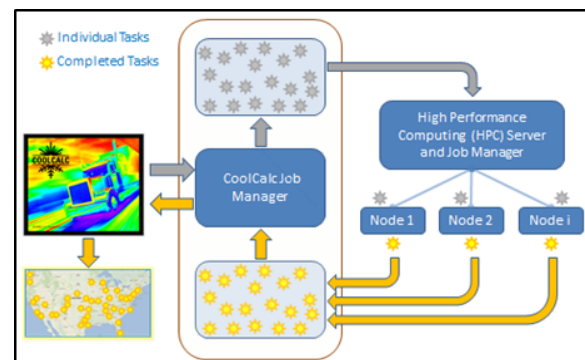 Individual Tasks
Completed Tasks
COOLCALC
CoolCalc Job
Manager
High Performance
Computing (HPC) Server
and Job Manager
Node 1
Node 2
Node i